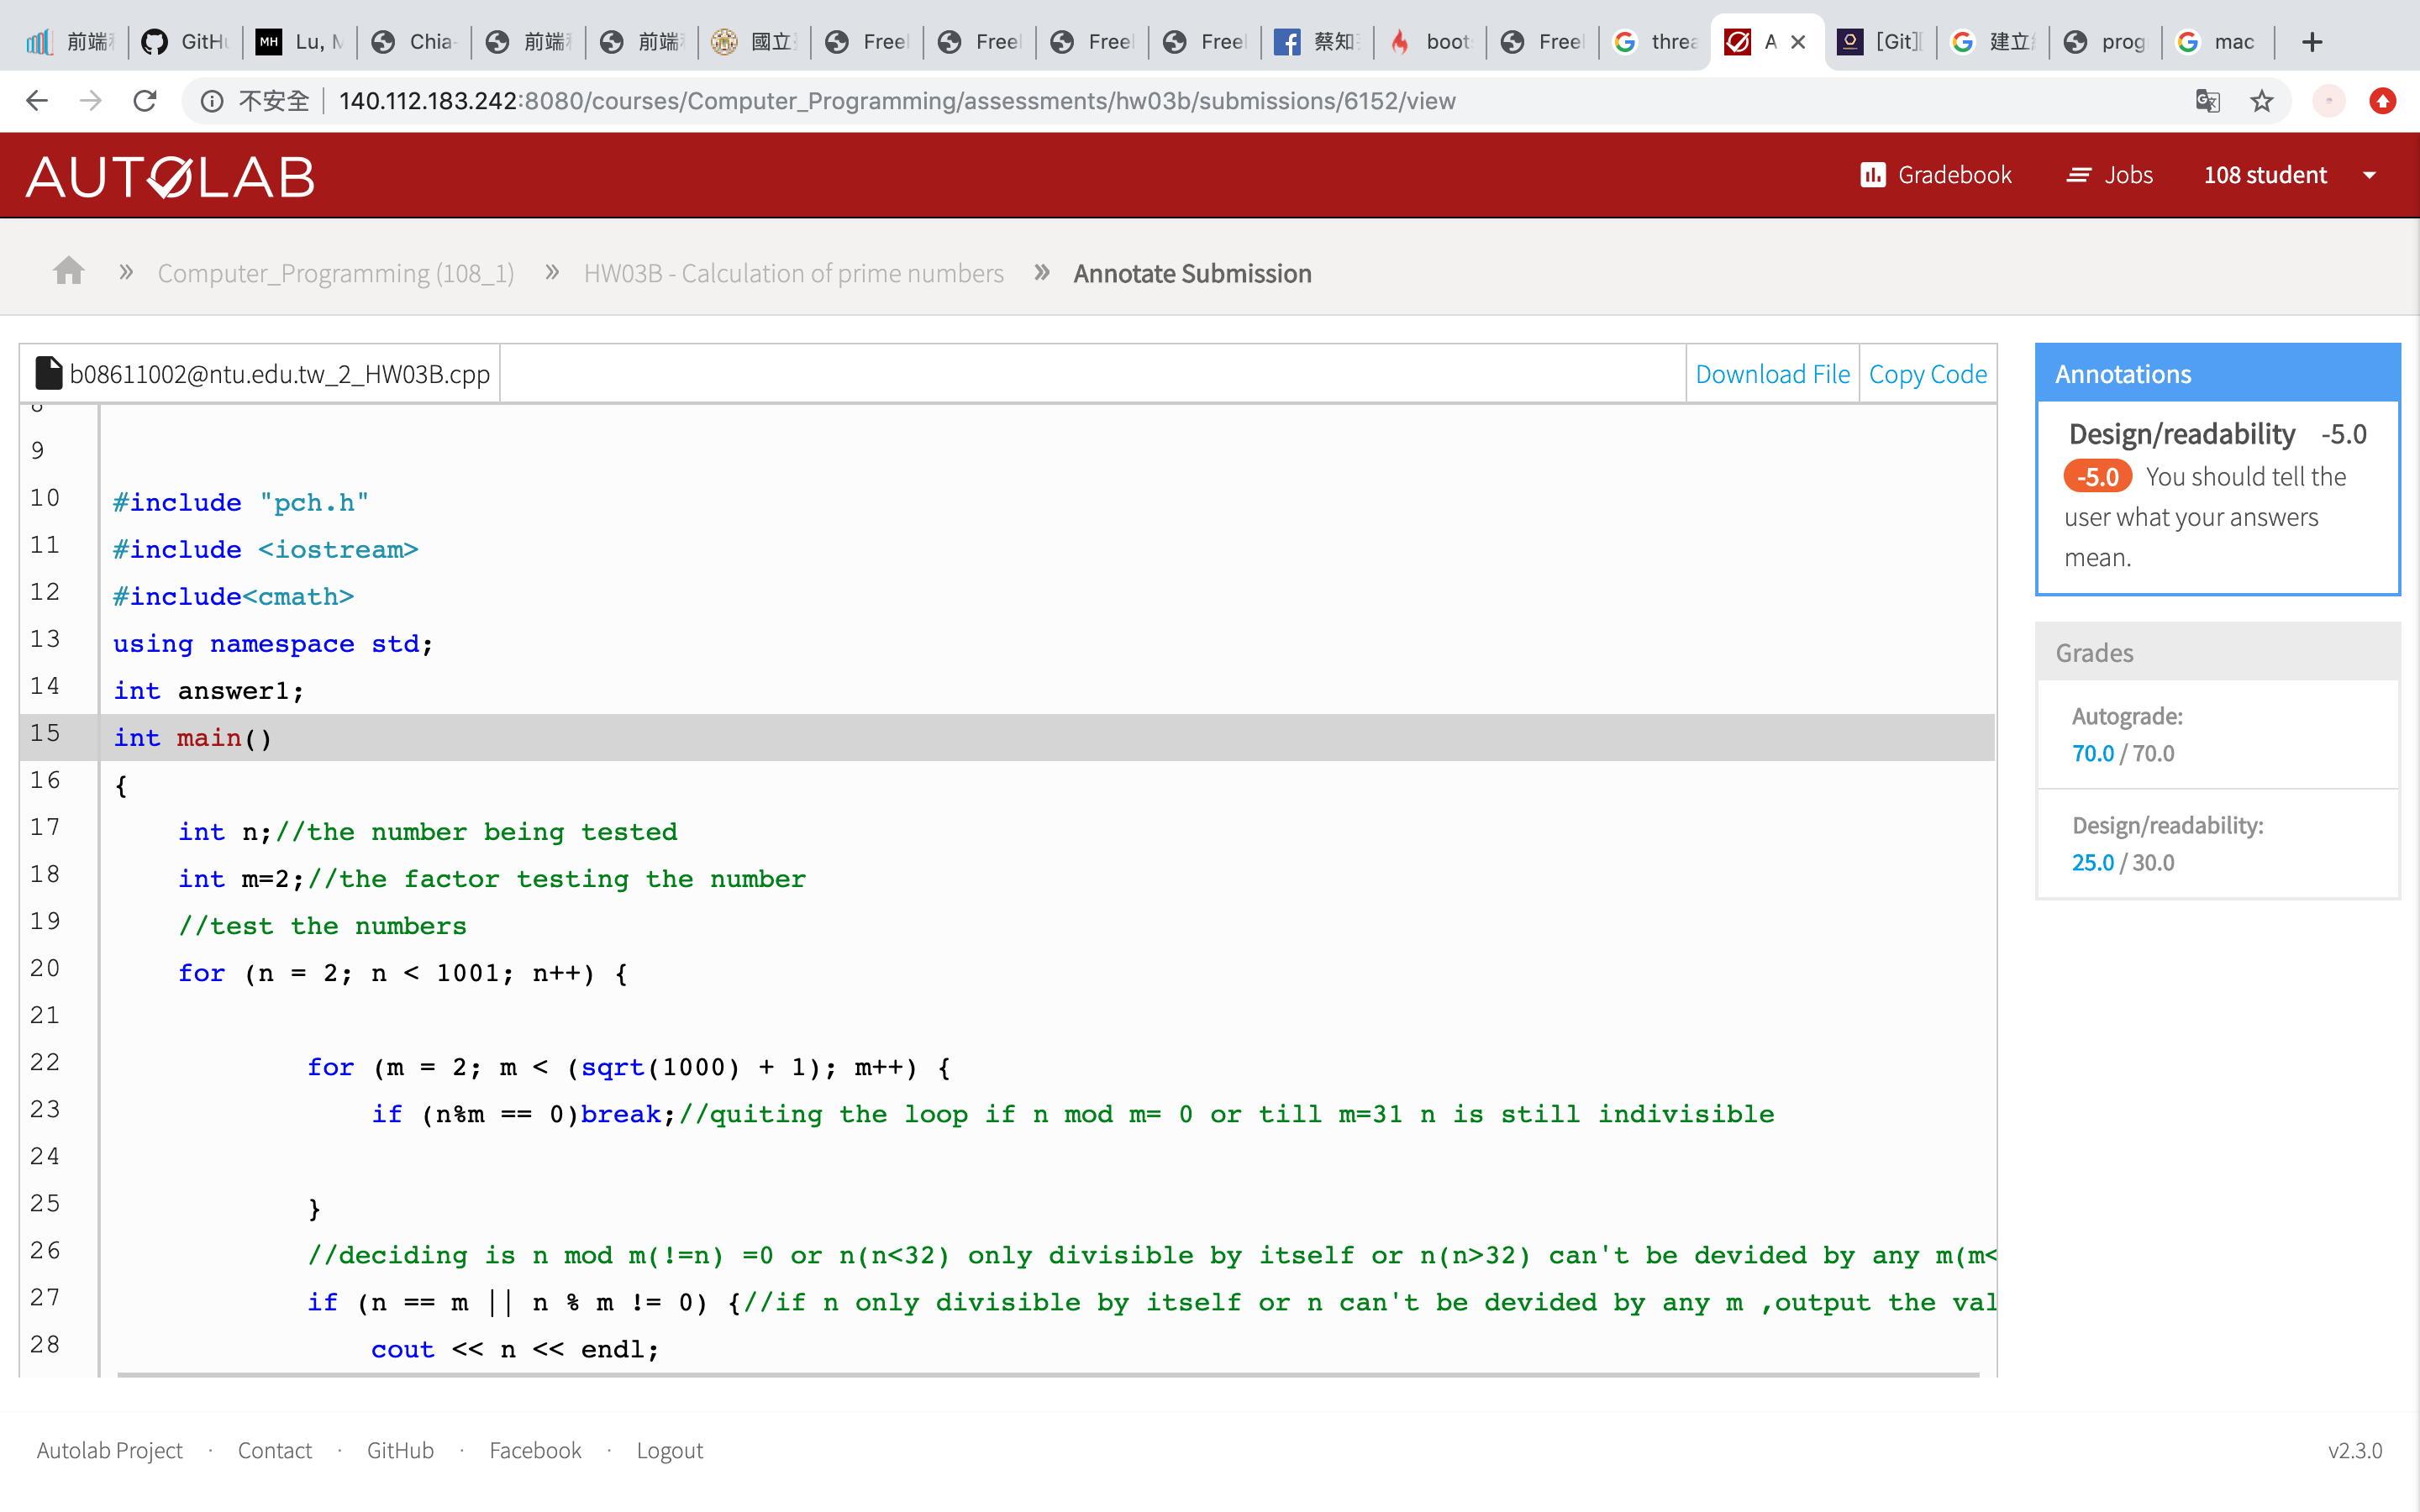 前端
GitHu
MH Lu, M
Chia-
前端
前端
國立
Freel
Freel
Freel
Freel
蔡知
boot
Freel
threa
A
[Git]
建立
prog
mac
不安全 140.112.183.242:8080/courses/Computer_Programming/assessments/hw03b/submissions/6152/view
AUTOLAB
Gradebook
Jobs
108 student
» Computer_Programming (108_1) » HW03B - Calculation of prime numbers » Annotate Submission
b08611002@ntu.edu.tw_2_HW03B.cpp
Download File
Copy Code
8
9
10 #include "pch.h"
11 #include <iostream>
12 #include<cmath>
13 using namespace std;
14 int answer1;
15 int main()
16 {
17 int n;//the number being tested
18 int m=2;//the factor testing the number
19 //test the numbers
20 for (n = 2; n < 1001; n++) {
21
22 for (m = 2; m < (sqrt(1000) + 1); m++) {
23 if (n%m == 0)break;//quiting the loop if n mod m= 0 or till m=31 n is still indivisible
24
25 }
26 //deciding is n mod m(!=n) =0 or n(n<32) only divisible by itself or n(n>32) can't be devided by any m(m<
27 if (n == m || n % m != 0) {//if n only divisible by itself or n can't be devided by any m ,output the val
28 cout << n << endl;
Annotations
Design/readability -5.0
-5.0 You should tell the
user what your answers
mean.
Grades
Autograde:
70.0 / 70.0
Design/readability:
25.0 / 30.0
Autolab Project · Contact · GitHub · Facebook · Logout
v2.3.0